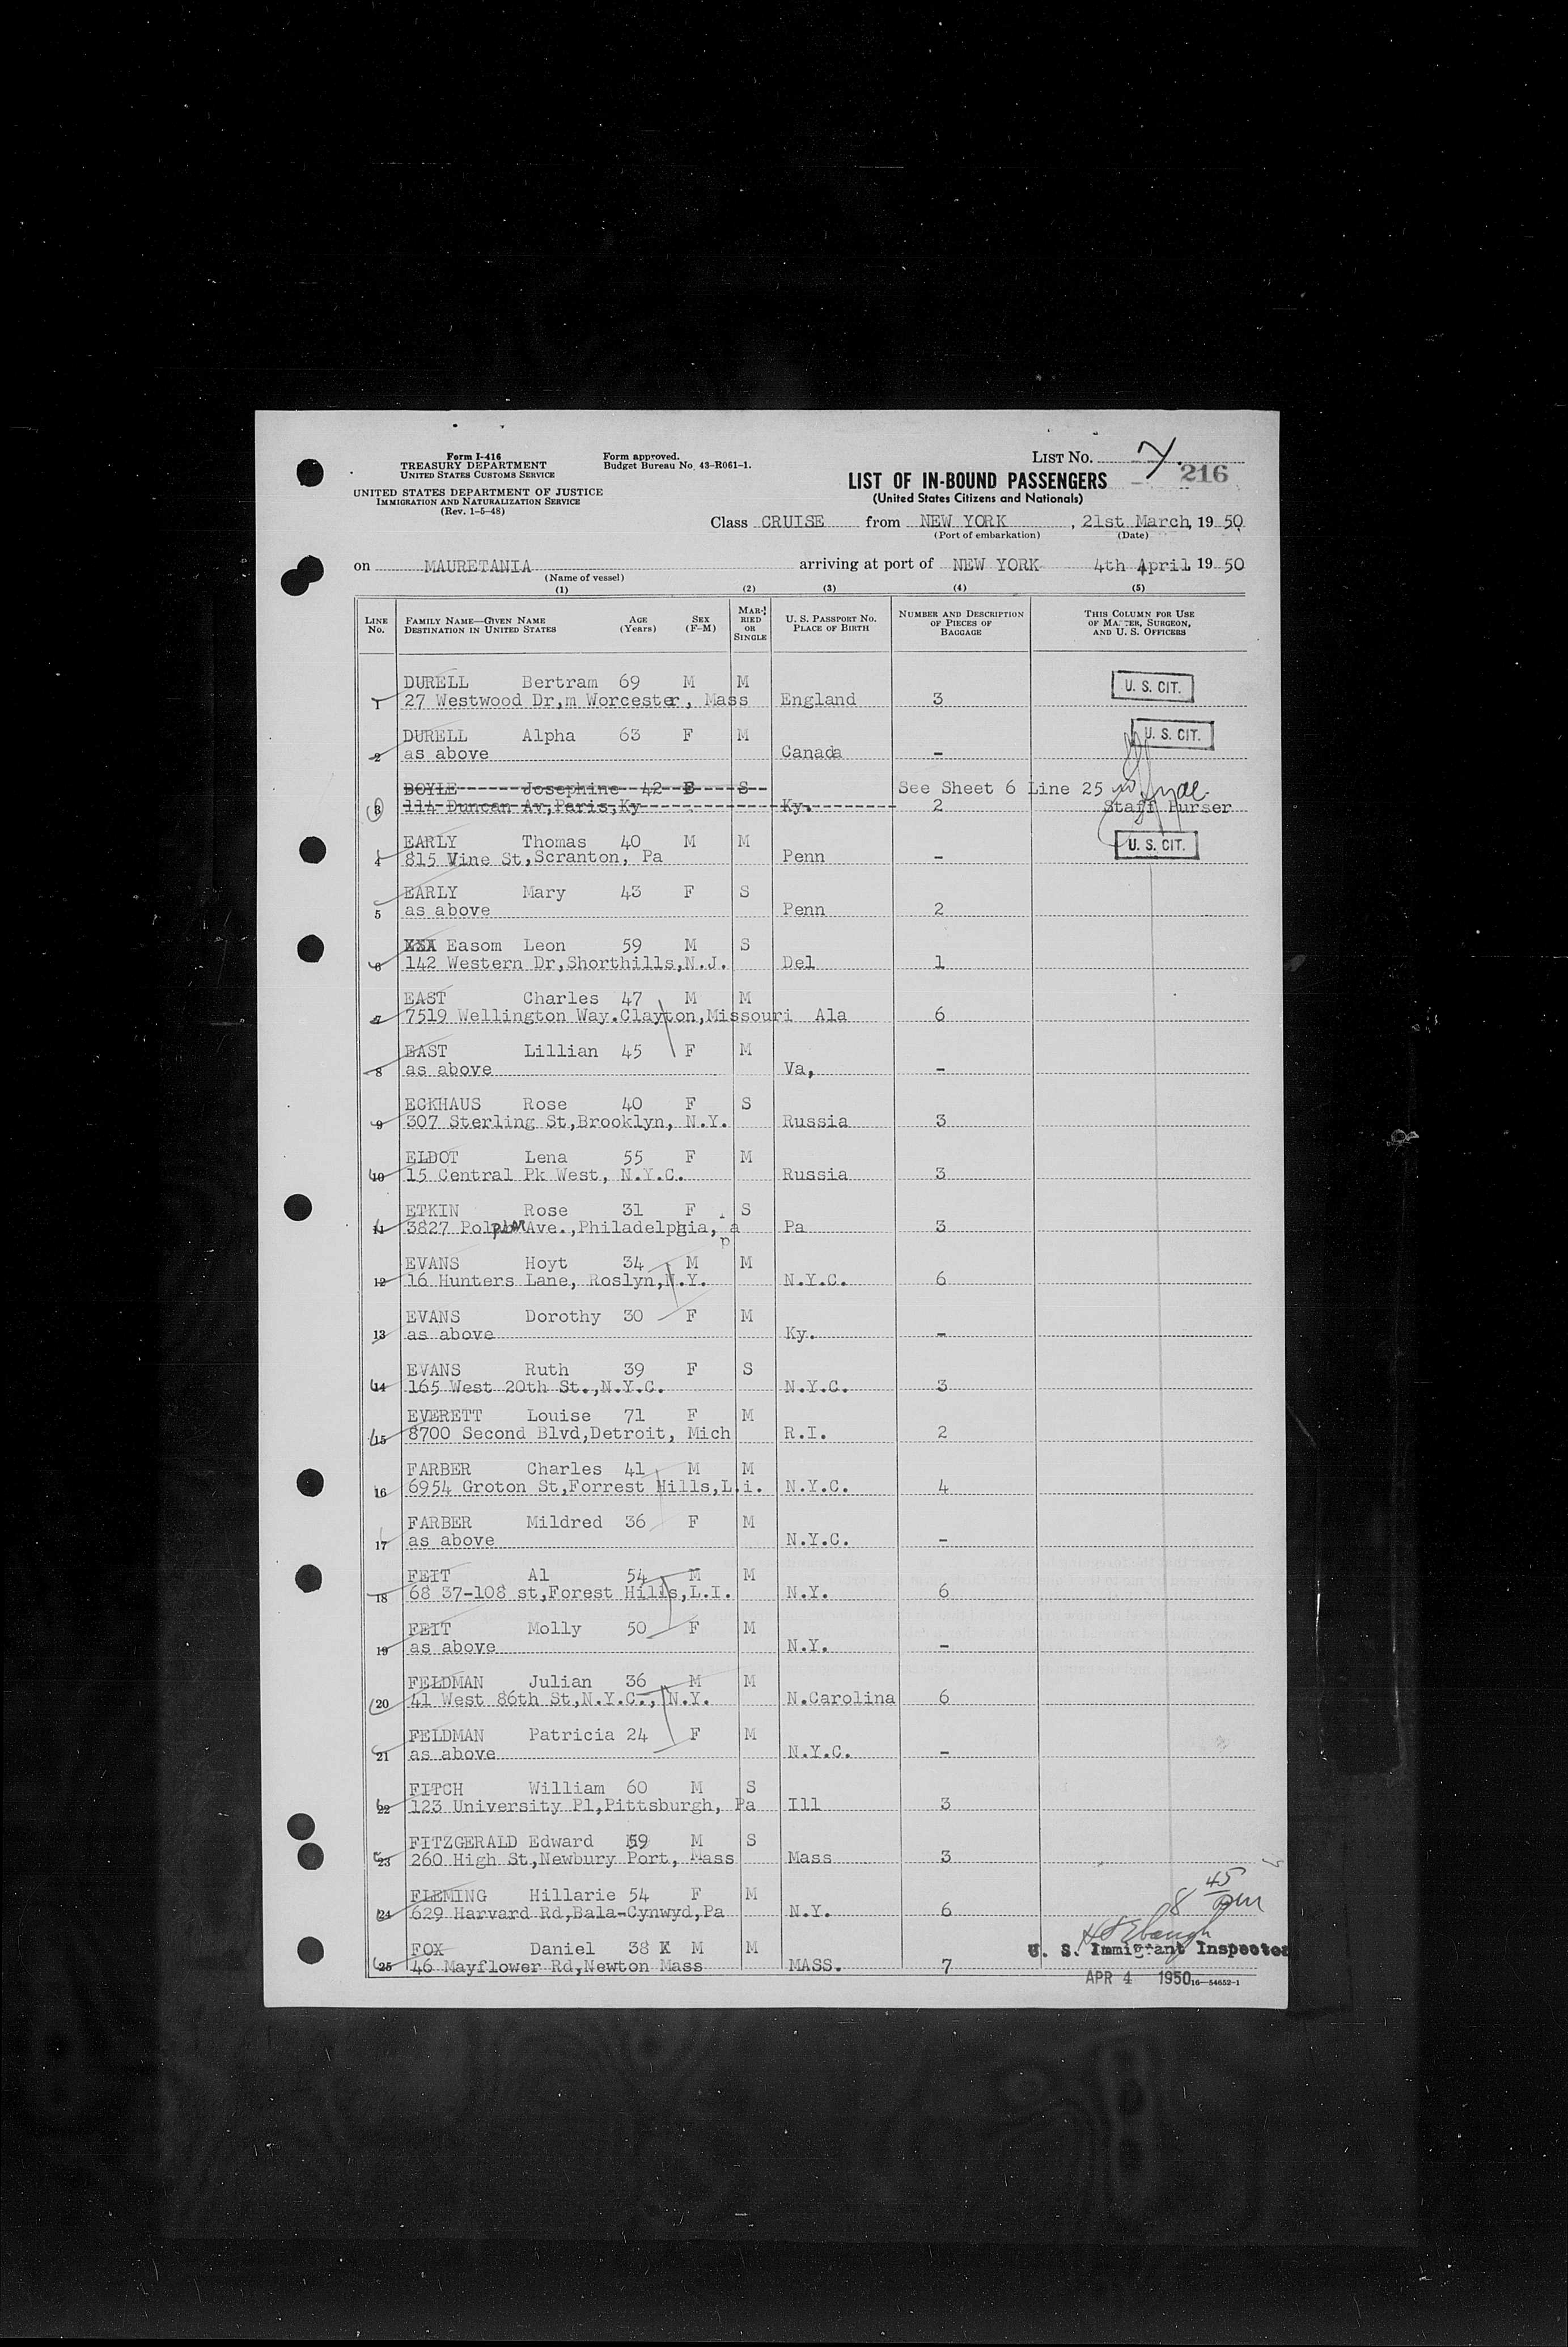 Form I-416
TREASURY DEPARTMENT
UNITED STATES CUSTOMS SERVICE
UNITED STATES DEPARTMENT OF JUSTICE
IMMIGRATION AND NATURALIZATION SERVICE
(Rev. 1-5-48)
Form approved.
Budget Bureau No. 43-R061-1.
LIST NO. 7.
216
LIST OF IN-BOUND PASSENGERS
(United States Citizens and Nationals)
Class CRUISE from NEW YORK, 21st March, 1950
(Port of embarkation) (Date)
on MAURETANIA arriving at port of NEW YORK 4th April, 1950
(Name of vessel)
(1) (2) (3) (4) (5)
LINE NO. FAMILY NAME—GIVEN NAME DESTINATION IN UNITED STATES AGE (Years) SEX (F-M) MARRIED OR SINGLE U. S. PASSPORT NO. PLACE OF BIRTH NUMBER AND DESCRIPTION OF PIECES OF BAGGAGE THIS COLUMN FOR USE OF MASTER, SURGEON, AND U. S. OFFICERS
DURELL Bertram 69 M M U. S. CIT.
1 27 Westwood Dr,m Worcester, Mass England 3
DURELL Alpha 63 F M U. S. CIT.
2 as above Canada -
DOYLE Josephine 42 F S See Sheet 6 Line 25
3 114 Duncan Av,Paris,Ky Ky. 2 Staff Purser
EARLY Thomas 40 M M U. S. CIT.
4 815 Vine St,Scranton, Pa Penn -
EARLY Mary 43 F S
5 as above Penn 2
XXX Easom Leon 59 M S
6 142 Western Dr,Shorthills,N.J. Del 1
EAST Charles 47 M M
7 7519 Wellington Way.Clayton,Missouri Ala 6
EAST Lillian 45 F M
8 as above Va, -
ECKHAUS Rose 40 F S
9 307 Sterling St,Brooklyn, N.Y. Russia 3
ELDOT Lena 55 F M
10 15 Central Pk West, N.Y.C. Russia 3
ETKIN Rose 31 F S
11 3827 Poplar Ave.,Philadelphia, Pa Pa 3
EVANS Hoyt 34 M M
12 16 Hunters Lane, Roslyn,N.Y. N.Y.C. 6
EVANS Dorothy 30 F M
13 as above Ky. -
EVANS Ruth 39 F S
14 165 West 20th St.,N.Y.C. N.Y.C. 3
EVERETT Louise 71 F M
15 8700 Second Blvd,Detroit, Mich R.I. 2
FARBER Charles 41 M M
16 6954 Groton St,Forrest Hills,L.i. N.Y.C. 4
FARBER Mildred 36 F M
17 as above N.Y.C. -
FEIT Al 54 M M
18 68 37-108 st,Forest Hills,L.I. N.Y. 6
FEIT Molly 50 F M
19 as above N.Y. -
FELDMAN Julian 36 M M
20 41 West 86th St,N.Y.C., N.Y. N.Carolina 6
FELDMAN Patricia 24 F M
21 as above N.Y.C. -
FITCH William 60 M S
22 123 University Pl,Pittsburgh, Pa Ill 3
FITZGERALD Edward 59 M S
23 260 High St,Newbury Port, Mass Mass 3
FLEMING Hillarie 54 F M
24 629 Harvard Rd,Bala-Cynwyd,Pa N.Y. 6
8 45 pm
FOX Daniel 38 X M M
U. S. Immigrant Inspector
25 46 Mayflower Rd,Newton Mass MASS. 7
APR 4 1950
16-54652-1